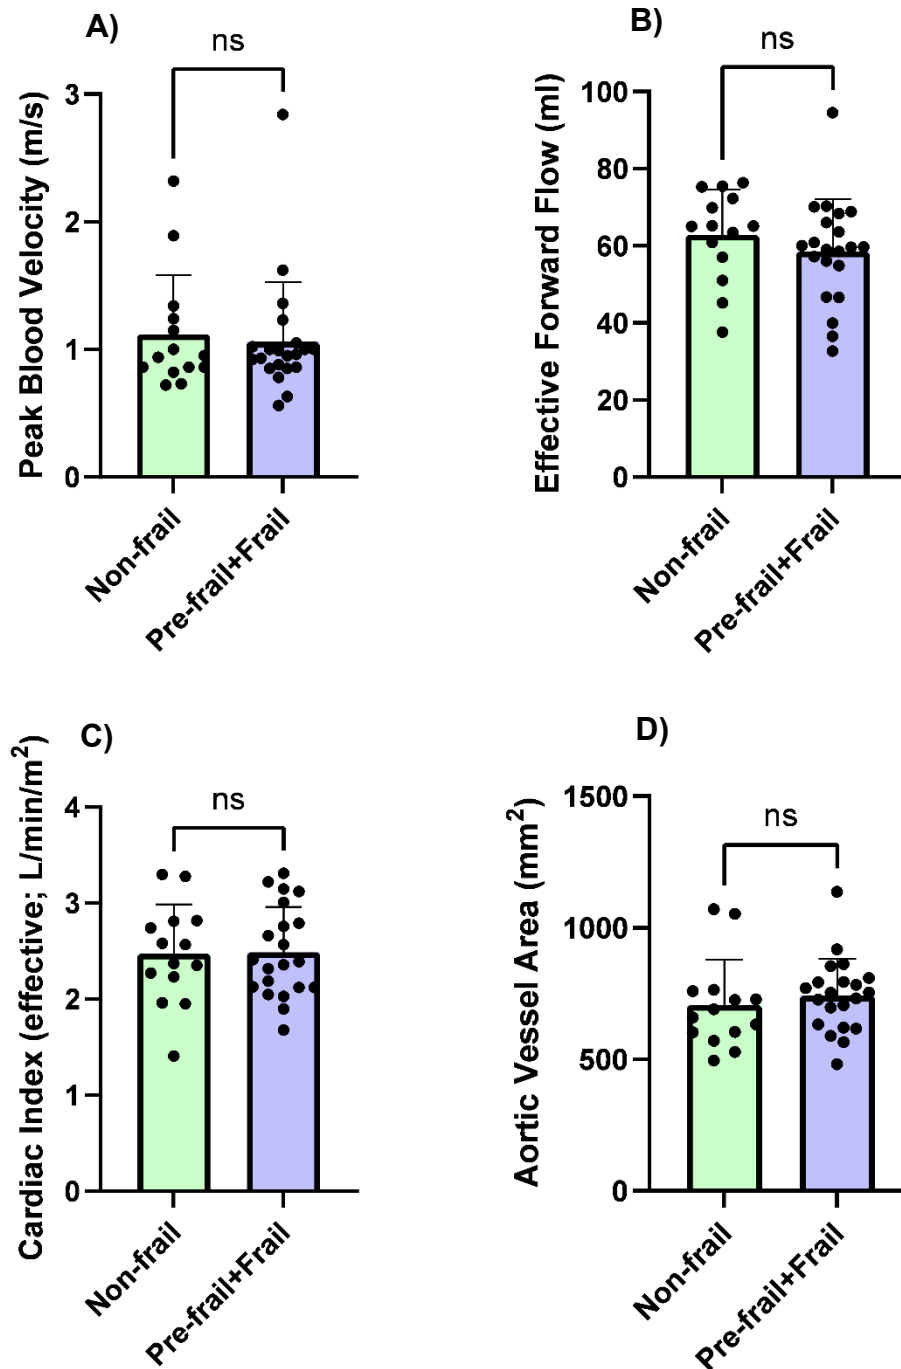 A)
ns
Peak Blood Velocity (m/s)
3
2
1
0
Non-frail
Pre-frail+Frail
B)
ns
Effective Forward Flow (ml)
100
80
60
40
20
0
Non-frail
Pre-frail+Frail
C)
ns
Cardiac Index (effective; L/min/m²)
4
3
2
1
0
Non-frail
Pre-frail+Frail
D)
ns
Aortic Vessel Area (mm²)
1500
1000
500
0
Non-frail
Pre-frail+Frail